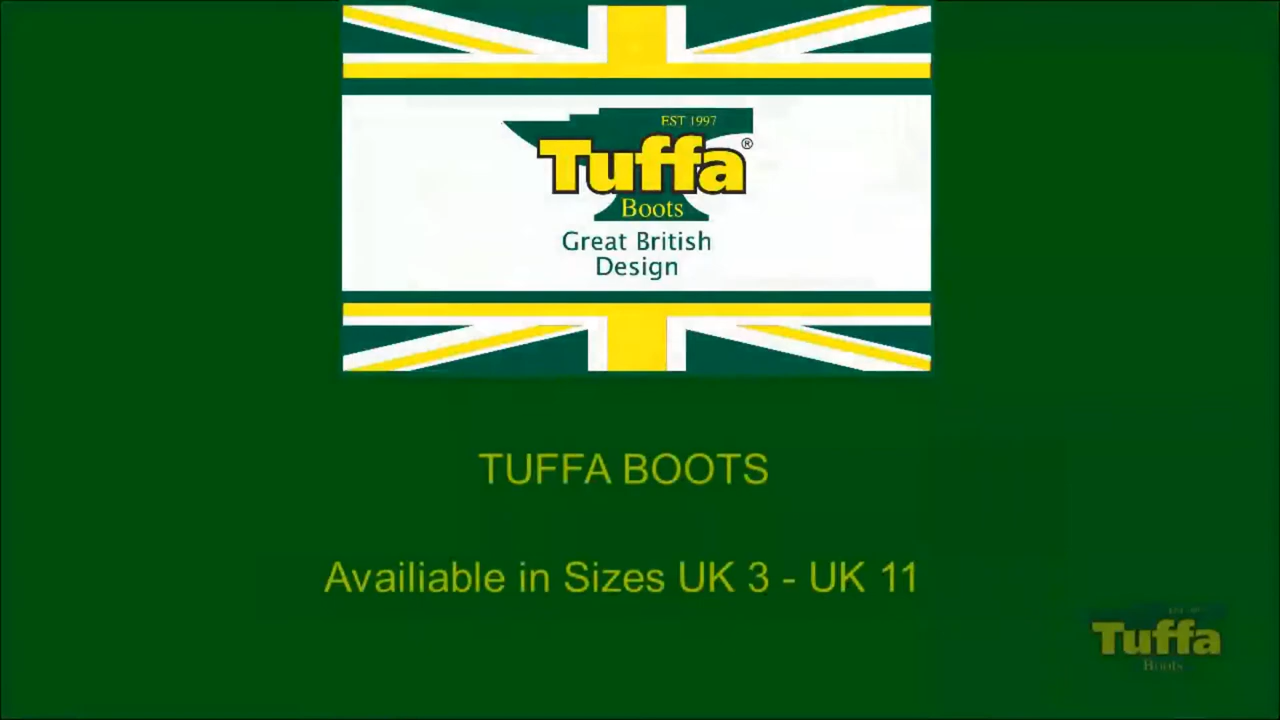 EST 1997
Tuffa®
Boots
Great British
Design
TUFFA BOOTS
Availiable in Sizes UK 3 - UK 11
Tuffa
Boots